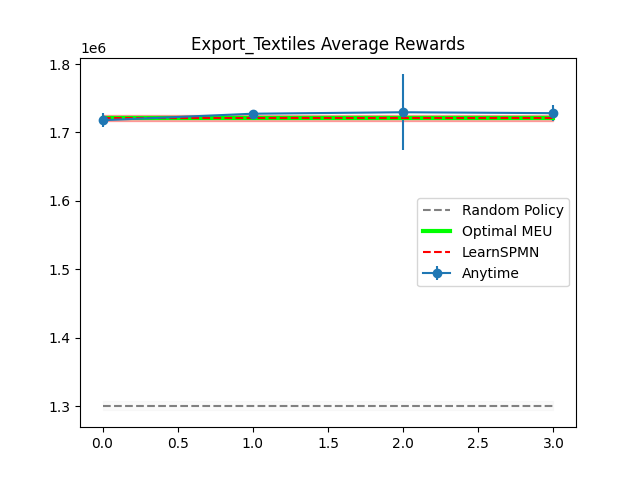 Export_Textiles Average Rewards
1e6
1.8
1.7
1.6
1.5
1.4
1.3
Random Policy
Optimal MEU
LearnSPMN
Anytime
0.0 0.5 1.0 1.5 2.0 2.5 3.0